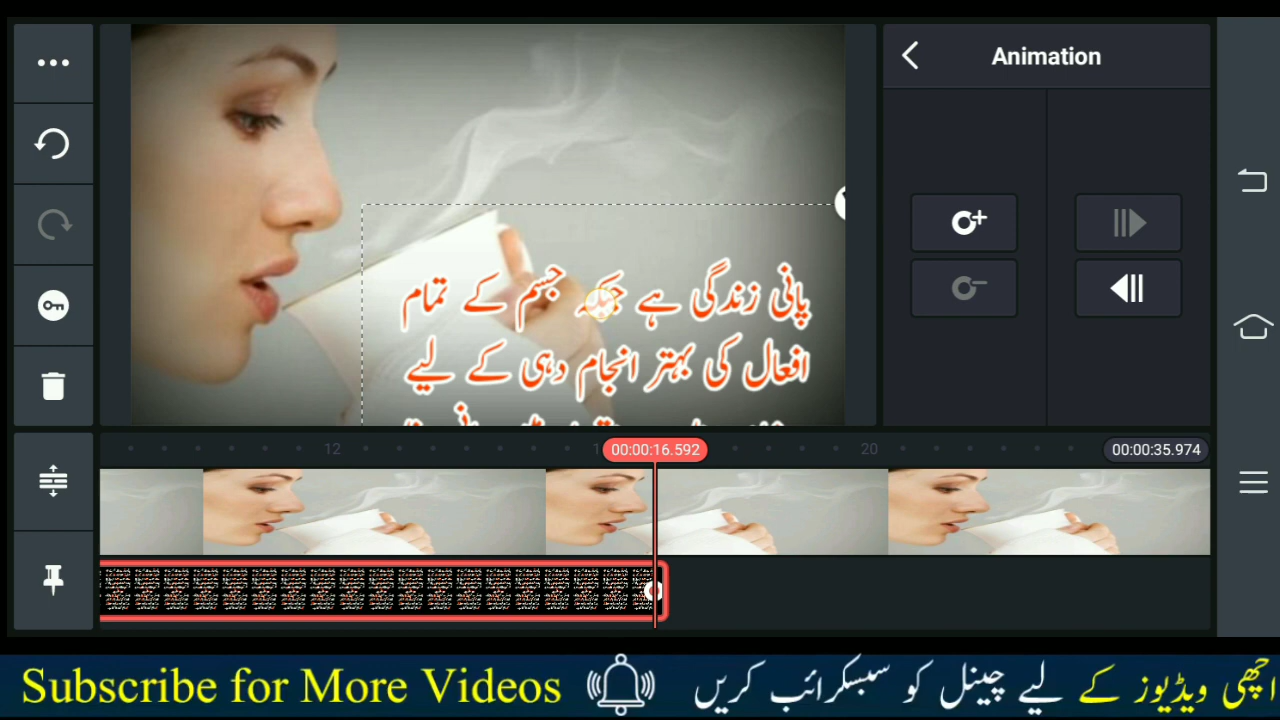 Animation
پانی زندگی ہے جبکہ جسم کے تمام
افعال کی بہتر انجام دہی کے لیے
12
00:00:16.592
20
00:00:35.974
Subscribe for More Videos
اچھی ویڈیوز کے لیے چینل کو سبسکرائب کریں